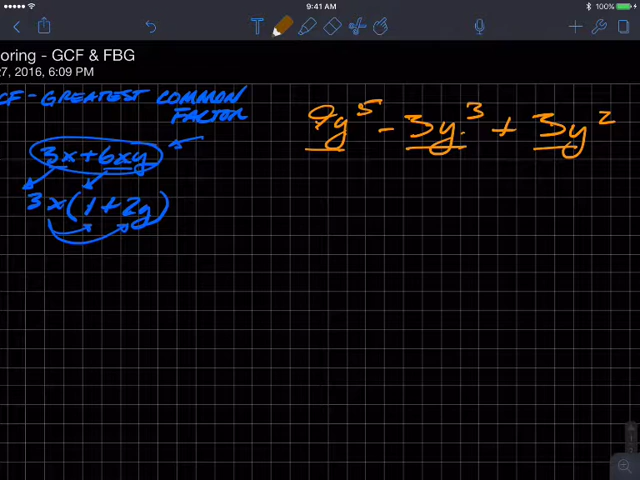 9:41 AM
100%
oring - GCF & FBG
27, 2016, 6:09 PM
CF - GREATEST COMMON
FACTOR
3x + 6xy
3x(1 + 2y)
9y⁵ - 3y³ + 3y²